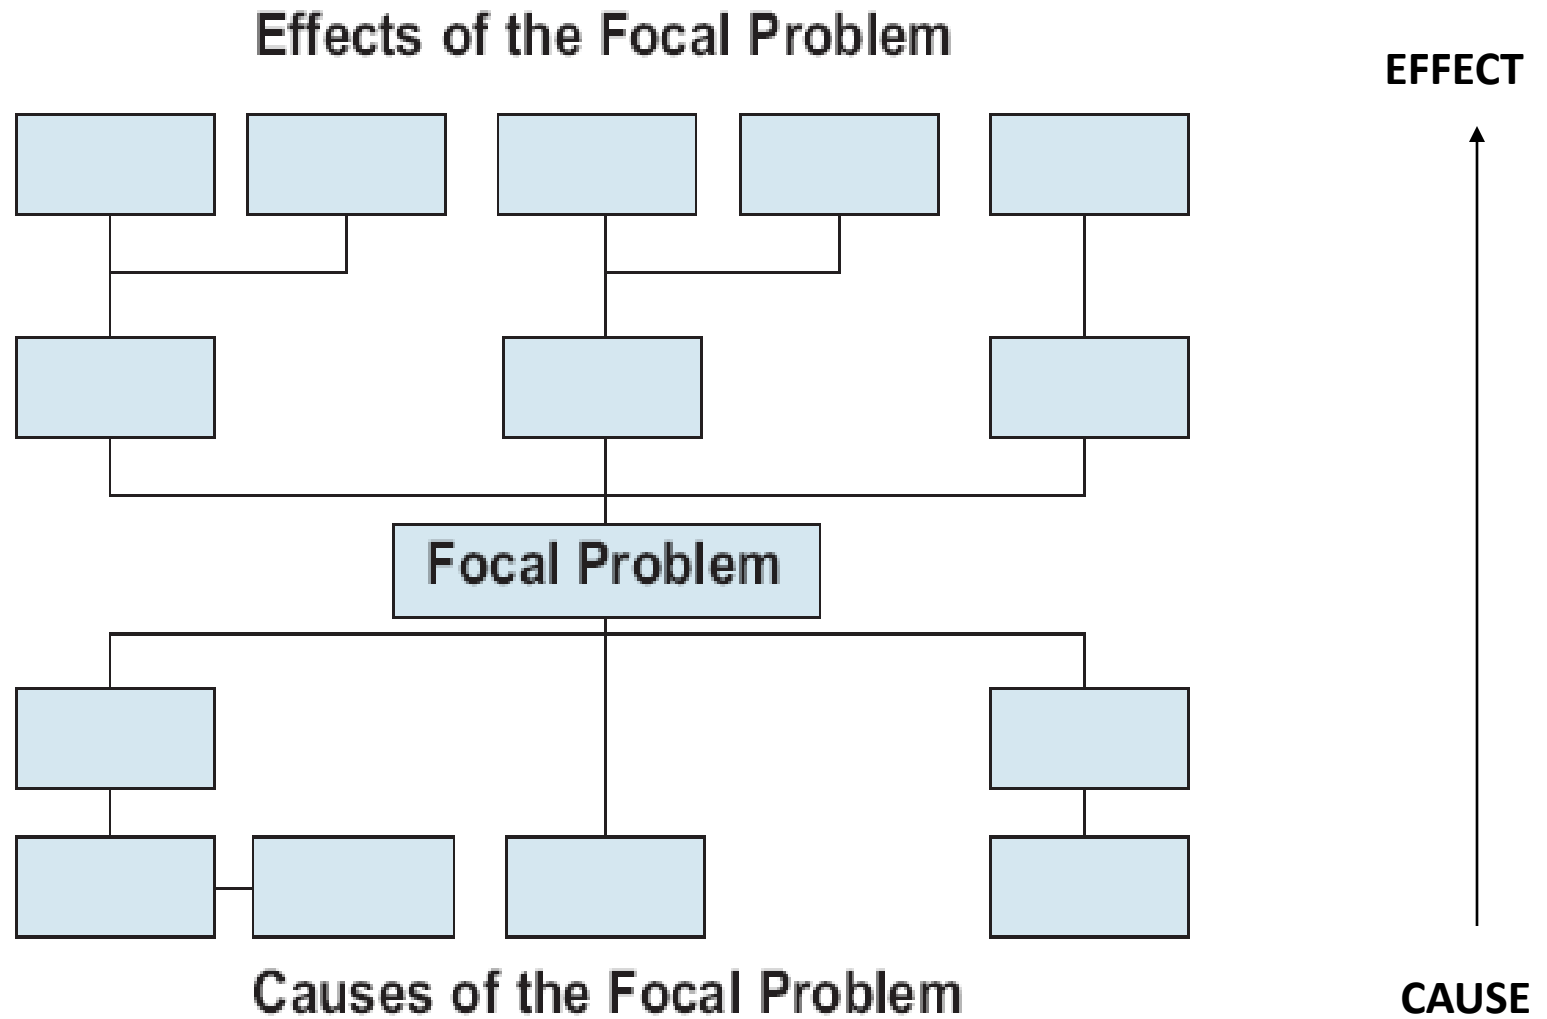 Effects of the Focal Problem
EFFECT
Focal Problem
Causes of the Focal Problem
CAUSE